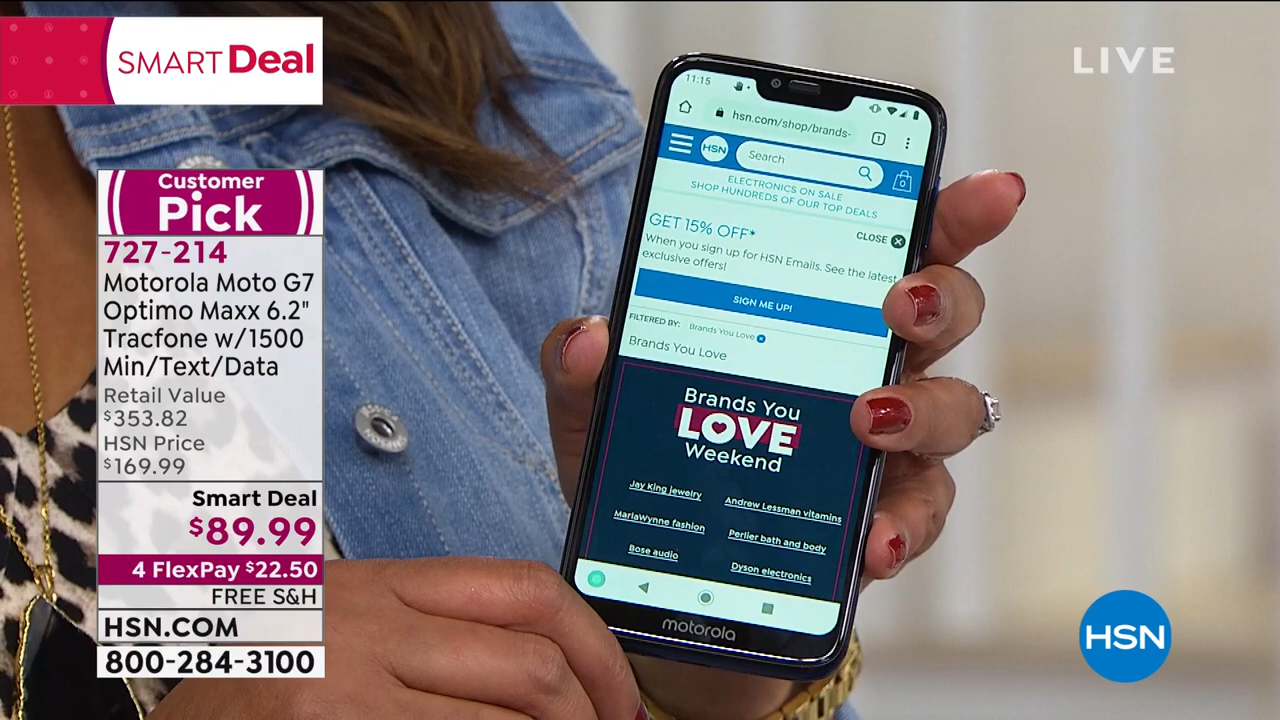 SMART Deal
LIVE
Customer
Pick
727-214
Motorola Moto G7
Optimo Maxx 6.2"
Tracfone w/1500
Min/Text/Data
Retail Value
$353.82
HSN Price
$169.99
Smart Deal
$89.99
4 FlexPay $22.50
FREE S&H
HSN.COM
800-284-3100
11:15
hsn.com/shop/brands-
1
HSN
Search
0
ELECTRONICS ON SALE
SHOP HUNDREDS OF OUR TOP DEALS
GET 15% OFF*
CLOSE
When you sign up for HSN Emails. See the latest
exclusive offers!
SIGN ME UP!
FILTERED BY: Brands You Love
Brands You Love
Brands You
LOVE
Weekend
Jay King jewelry
Andrew Lessman vitamins
MarlaWynne fashion
Perlier bath and body
Bose audio
Dyson electronics
motorola
HSN